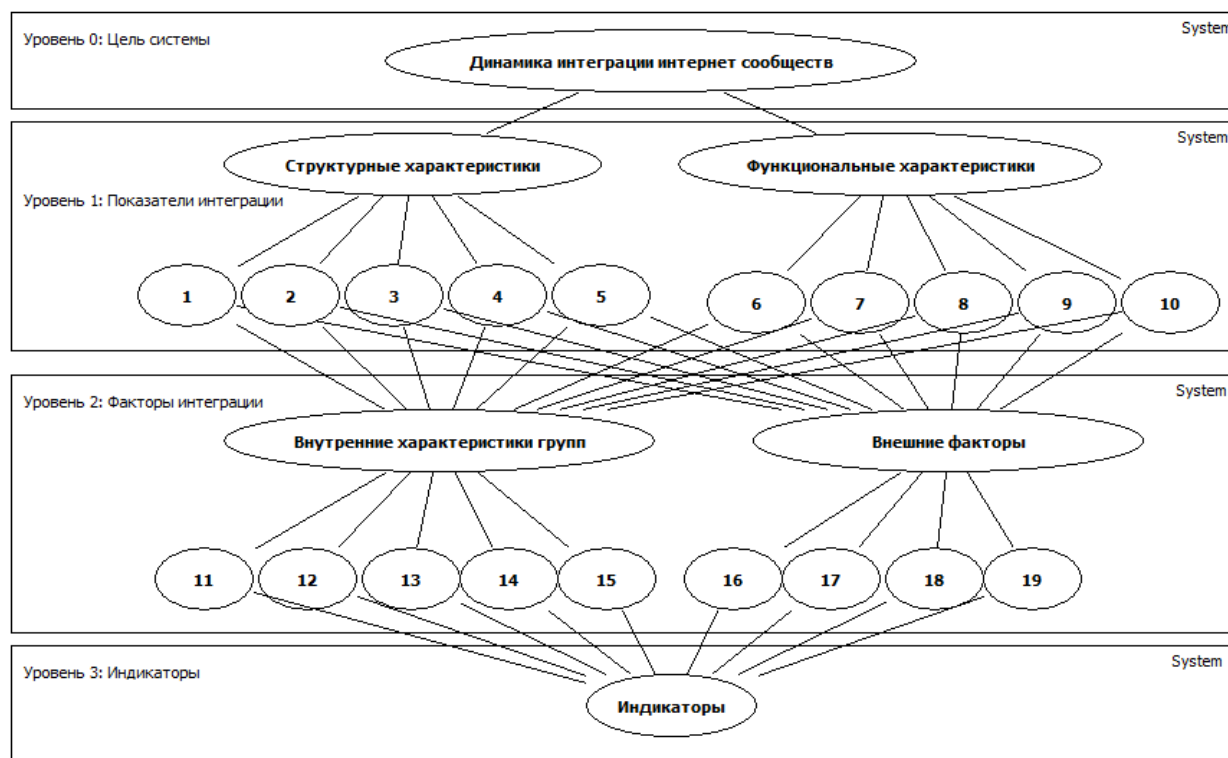 System
Уровень 0: Цель системы
Динамика интеграции интернет сообществ
System
Структурные характеристики
Функциональные характеристики
Уровень 1: Показатели интеграции
1 2 3 4 5 6 7 8 9 10
System
Уровень 2: Факторы интеграции
Внутренние характеристики групп
Внешние факторы
11 12 13 14 15 16 17 18 19
System
Уровень 3: Индикаторы
Индикаторы